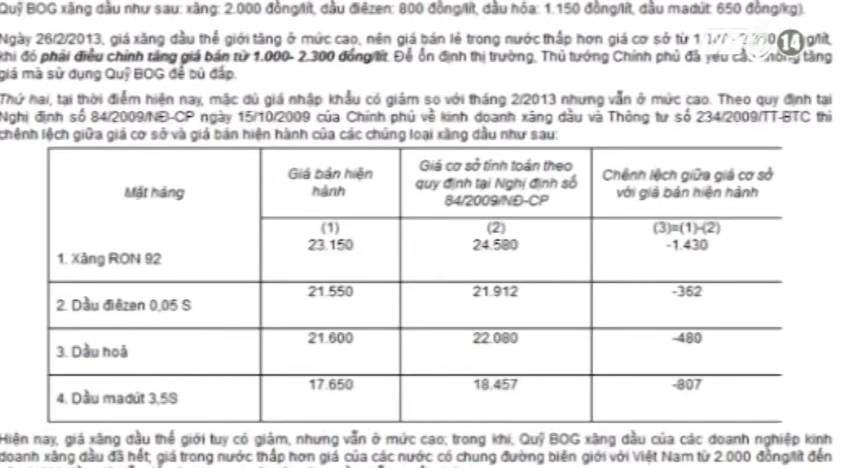 Quỹ BOG xăng dầu như sau: xăng: 2.000 đồng/lít, dầu điêzen: 800 đồng/lít, dầu hỏa: 1.150 đồng/lít, dầu madút: 650 đồng/kg).
Ngày 26/2/2013, giá xăng dầu thế giới tăng ở mức cao, nên giá bán lẻ trong nước thấp hơn giá cơ sở từ
khi đó phải điều chỉnh tăng giá bán từ 1.000- 2.300 đồng/lít. Để ổn định thị trường, Thủ tướng Chính phủ đã yêu cầu không tăng
giá mà sử dụng Quỹ BOG để bù đắp.
Thứ hai, tại thời điểm hiện nay, mặc dù giá nhập khẩu có giảm so với tháng 2/2013 nhưng vẫn ở mức cao. Theo quy định tại
Nghị định số 84/2009/NĐ-CP ngày 15/10/2009 của Chính phủ về kinh doanh xăng dầu và Thông tư số 234/2009/TT-BTC thì
chênh lệch giữa giá cơ sở và giá bán hiện hành của các chủng loại xăng dầu như sau:
Mặt hàng
Giá bán hiện
hành
Giá cơ sở tính toán theo
quy định tại Nghị định số
84/2009/NĐ-CP
Chênh lệch giữa giá cơ sở
với giá bán hiện hành
(1) (2) (3)=(1)-(2)
23.150 24.580 -1.430
1. Xăng RON 92
21.550 21.912 -362
2. Dầu điêzen 0,05 S
21.600 22.080 -480
3. Dầu hoả
17.650 18.457 -807
4. Dầu madút 3,5S
Hiện nay, giá xăng dầu thế giới tuy có giảm, nhưng vẫn ở mức cao; trong khi, Quỹ BOG xăng dầu của các doanh nghiệp kinh
doanh xăng dầu đã hết, giá trong nước thấp hơn giá của các nước có chung đường biên giới với Việt Nam từ 2.000 đồng/lít đến